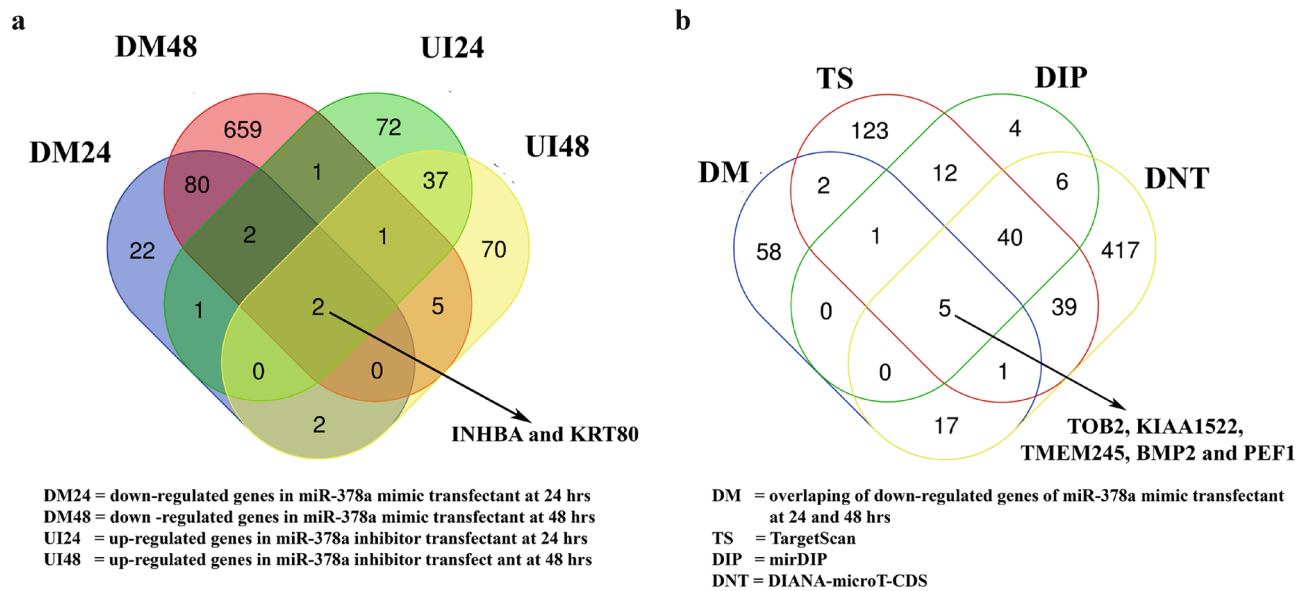 a
DM48
UI24
DM24
UI48
659
72
80
1
37
22
2
1
70
1
2
5
0
0
2
INHBA and KRT80
DM24 = down-regulated genes in miR-378a mimic transfectant at 24 hrs
DM48 = down -regulated genes in miR-378a mimic transfectant at 48 hrs
UI24 = up-regulated genes in miR-378a inhibitor transfectant at 24 hrs
UI48 = up-regulated genes in miR-378a inhibitor transfect ant at 48 hrs
b
TS
DIP
DM
DNT
123
4
2
12
6
58
1
40
417
0
5
39
0
1
17
TOB2, KIAA1522,
TMEM245, BMP2 and PEF1
DM = overlaping of down-regulated genes of miR-378a mimic transfectant
at 24 and 48 hrs
TS = TargetScan
DIP = mirDIP
DNT = DIANA-microT-CDS